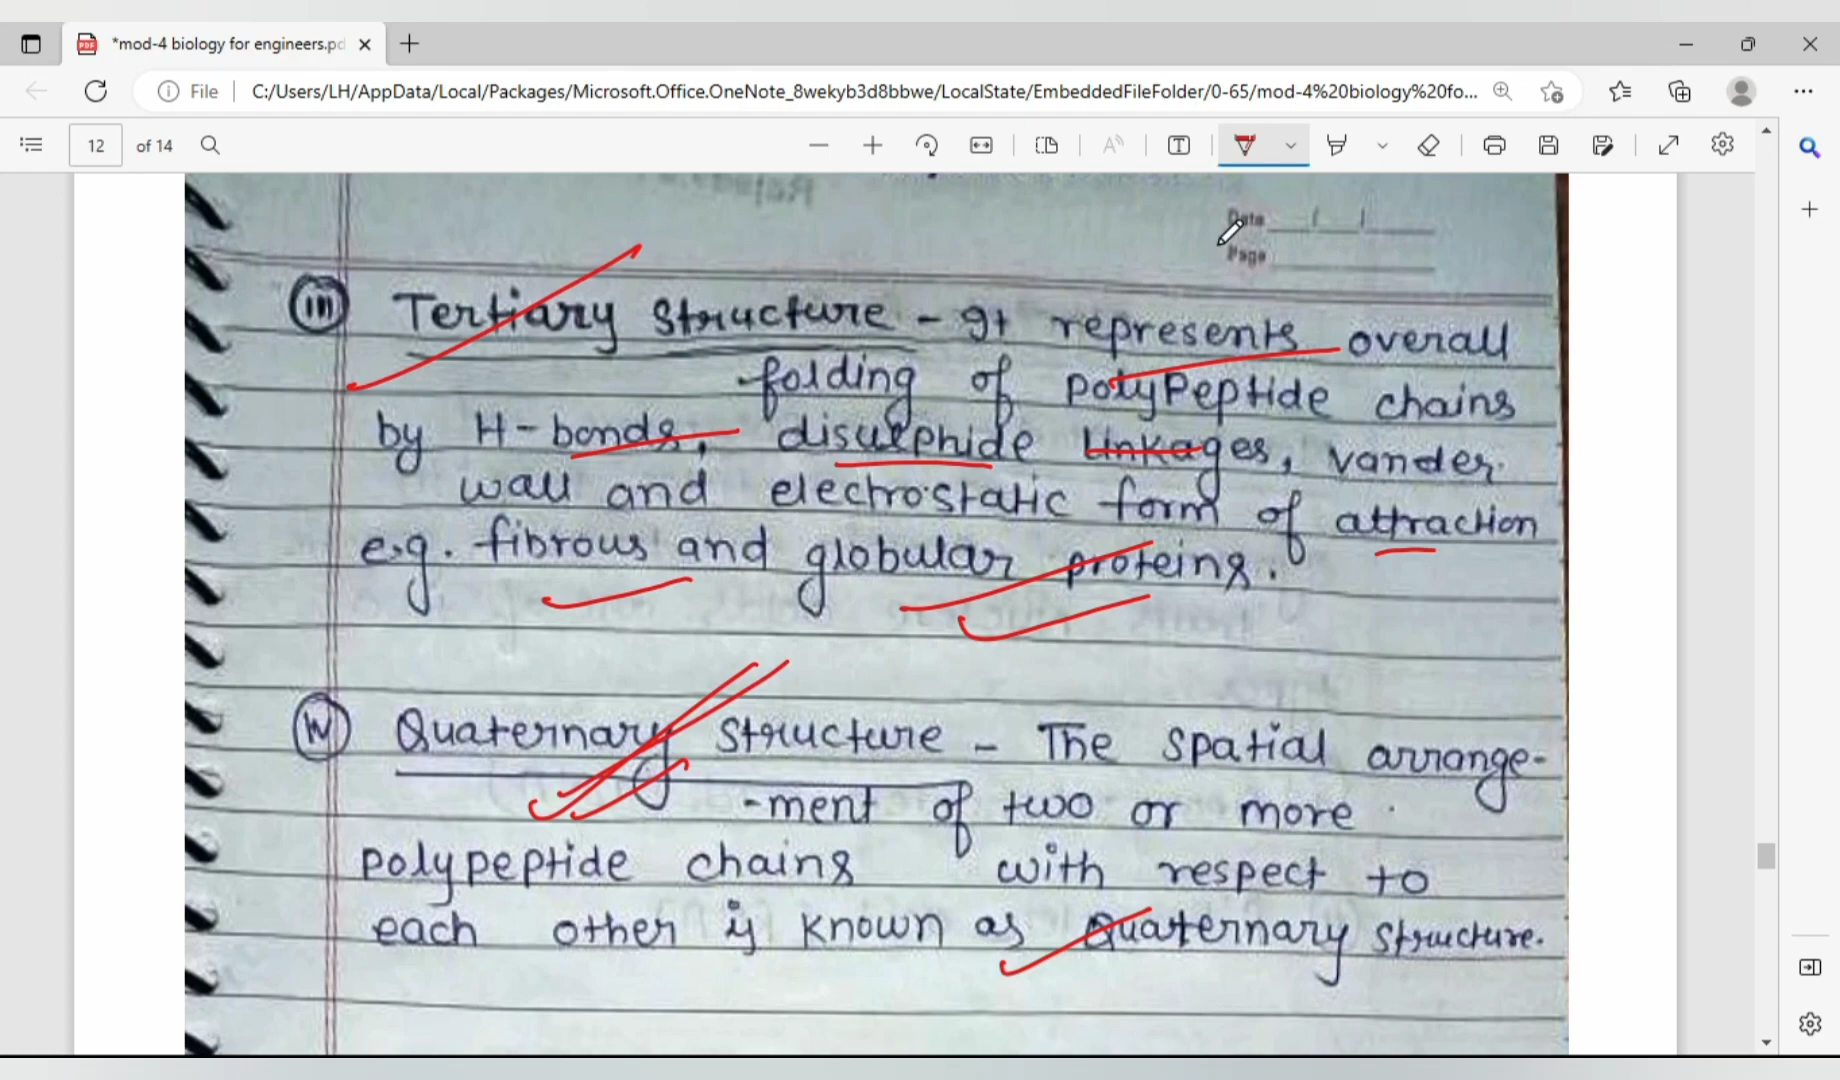 *mod-4 biology for engineers.pd
File
C:/Users/LH/AppData/Local/Packages/Microsoft.Office.OneNote_8wekyb3d8bbwe/LocalState/EmbeddedFileFolder/0-65/mod-4%20biology%20fo...
12 of 14
Date
Page
(iii) Tertiary Structure - It represents overall
folding of polypeptide chains
by H-bonds, disulphide linkages, vander
wall and electrostatic form of attraction
e.g. fibrous and globular proteins.
(iv) Quaternary Structure - The spatial arrange-
-ment of two or more
polypeptide chains with respect to
each other is known as Quaternary structure.